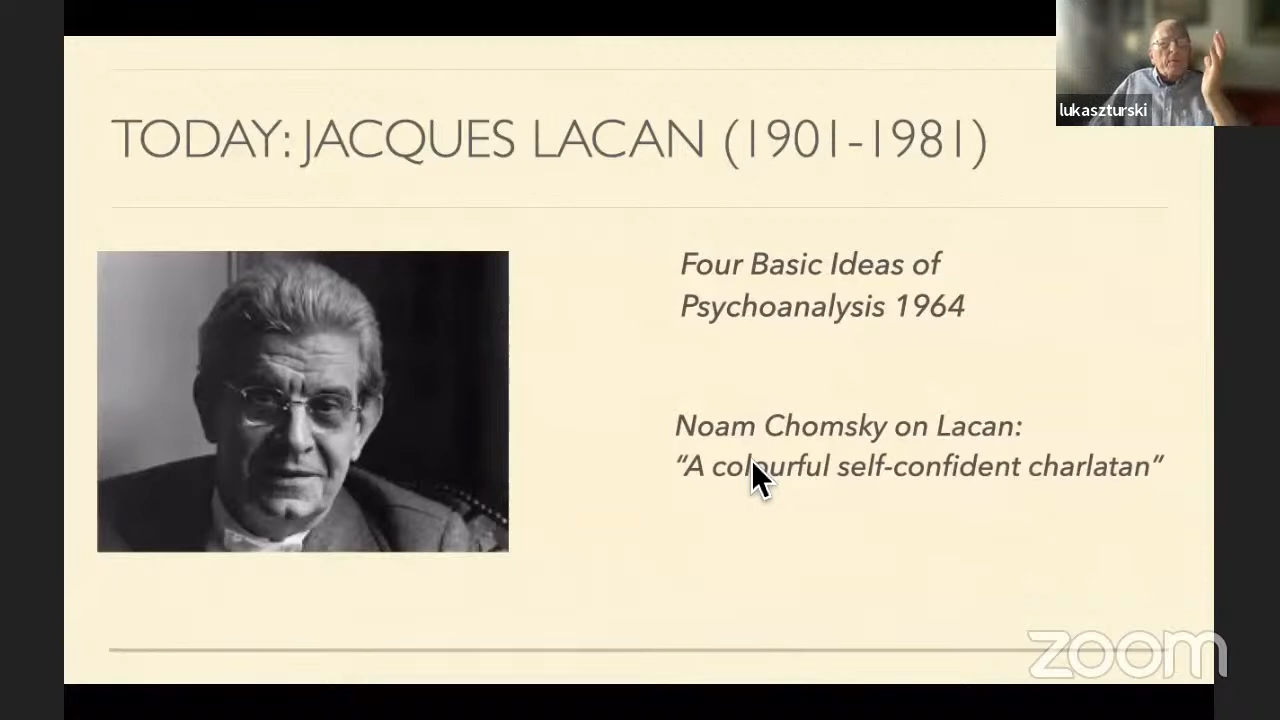 lukaszturski
TODAY: JACQUES LACAN (1901-1981)
Four Basic Ideas of
Psychoanalysis 1964
Noam Chomsky on Lacan:
“A colourful self-confident charlatan”
zoom